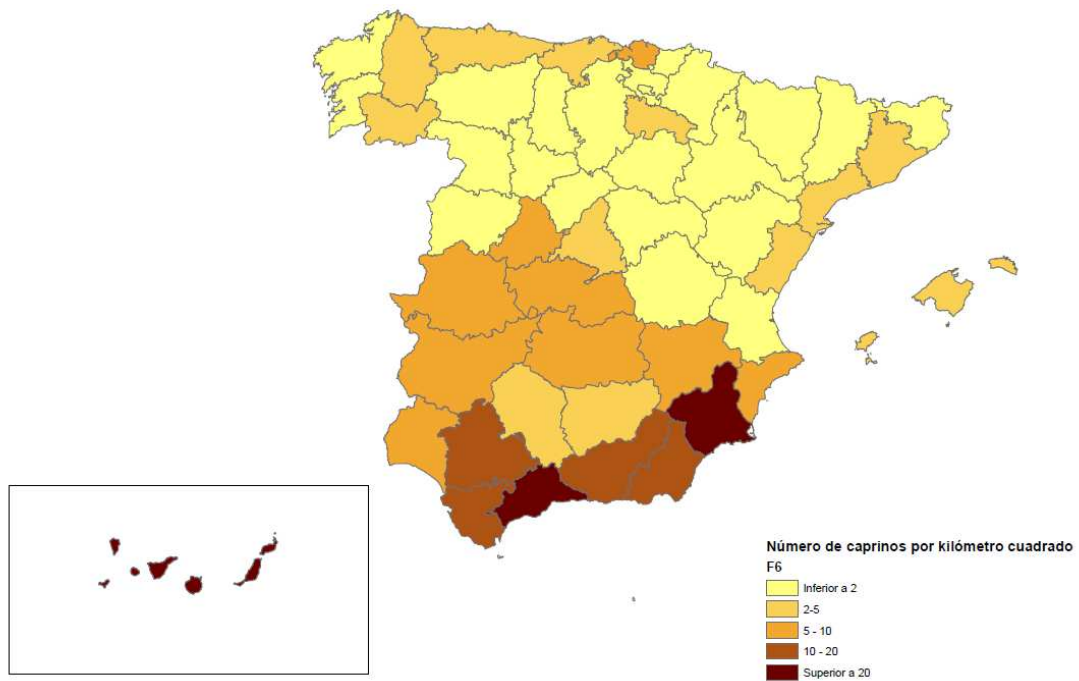 Número de caprinos por kilómetro cuadrado
F6
Inferior a 2
2-5
5 - 10
10 - 20
Superior a 20